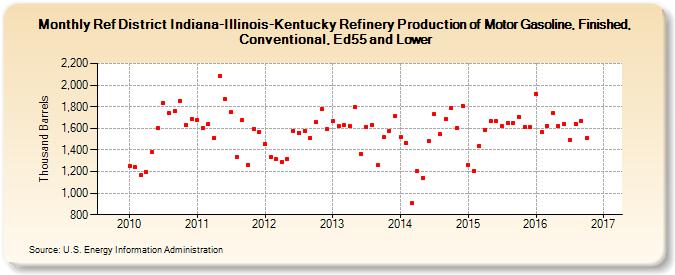 Monthly Ref District Indiana-Illinois-Kentucky Refinery Production of Motor Gasoline, Finished,
Conventional, Ed55 and Lower
Thousand Barrels
2,200
2,000
1,800
1,600
1,400
1,200
1,000
800
2010 2011 2012 2013 2014 2015 2016 2017
Source: U.S. Energy Information Administration